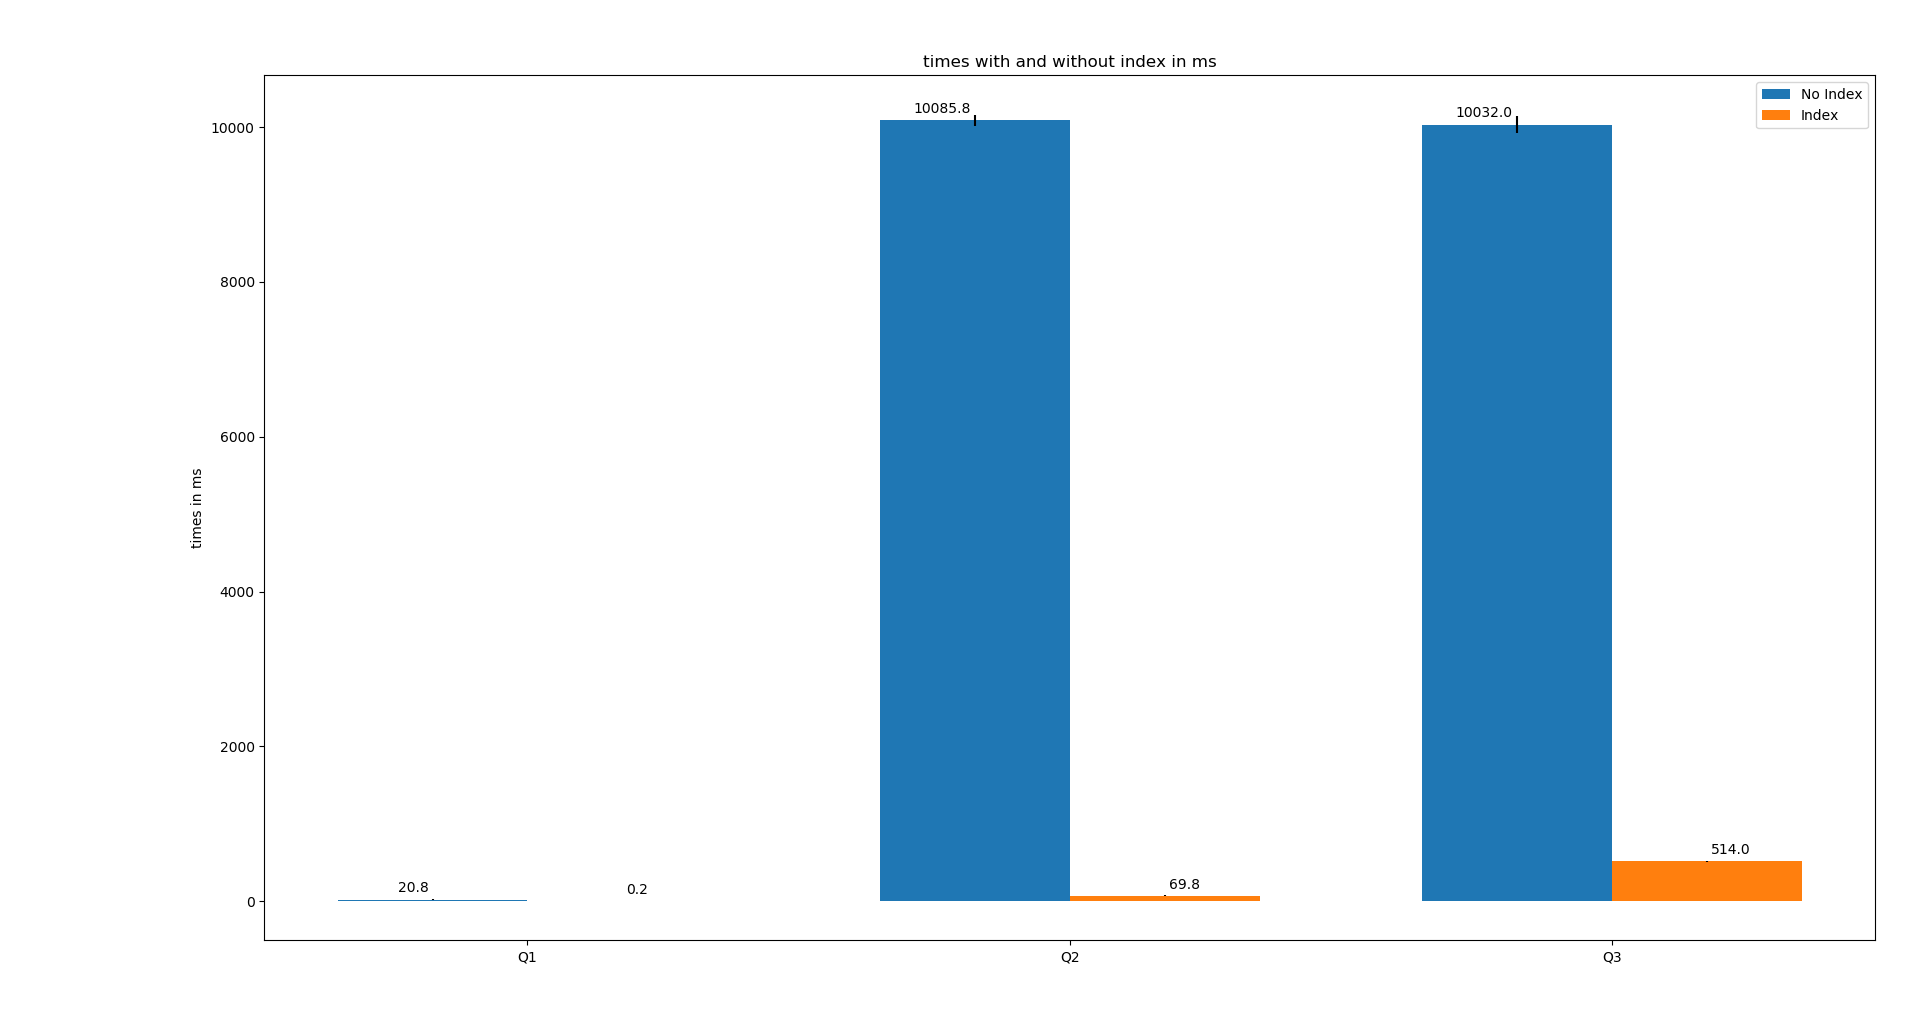 times with and without index in ms
No Index
Index
10085.8
10032.0
10000
8000
6000
4000
2000
0
times in ms
20.8
0.2
69.8
514.0
Q1
Q2
Q3